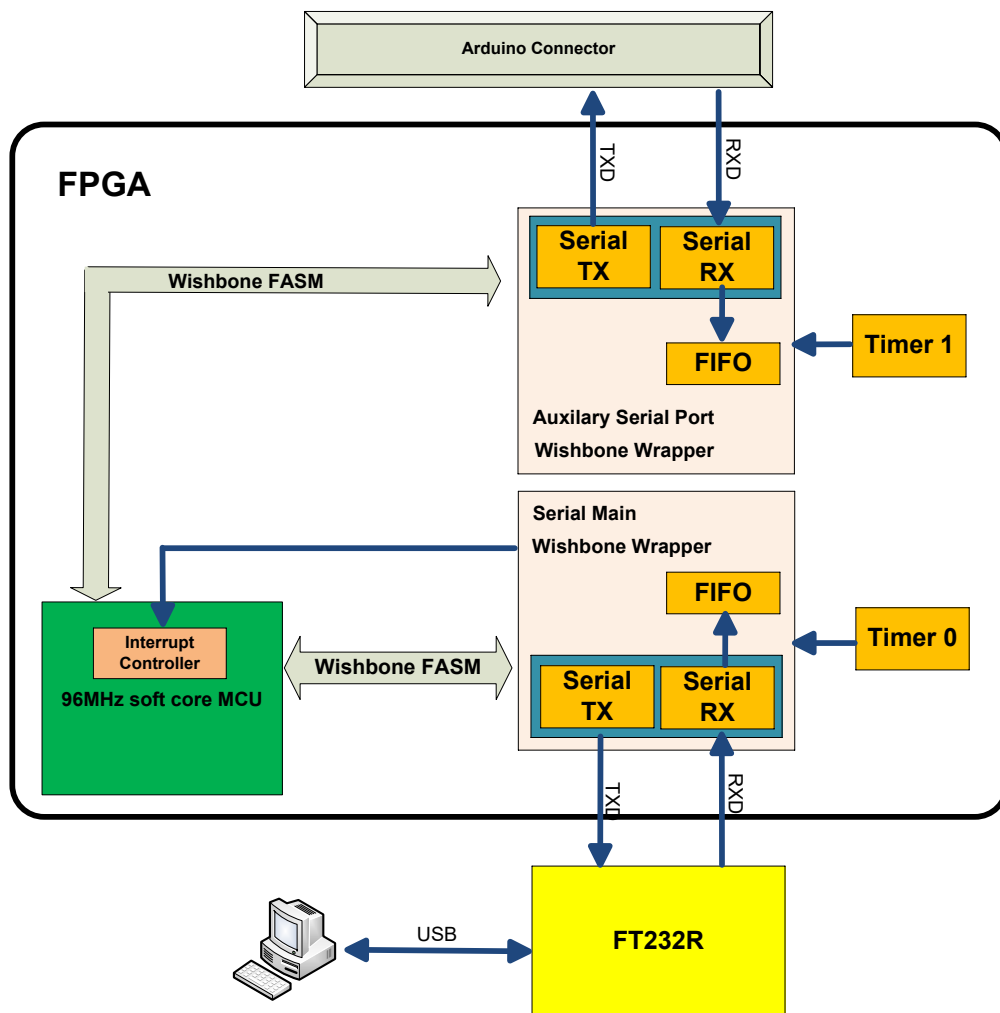 Arduino Connector
TXD
RXD
FPGA
Serial
TX
Serial
RX
Wishbone FASM
FIFO
Timer 1
Auxilary Serial Port
Wishbone Wrapper
Serial Main
Wishbone Wrapper
FIFO
Timer 0
Interrupt
Controller
96MHz soft core MCU
Wishbone FASM
Serial
TX
Serial
RX
TXD
RXD
USB
FT232R